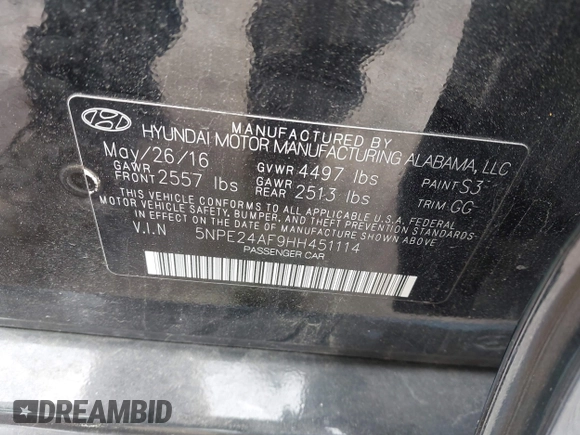 MANUFACTURED BY
HYUNDAI MOTOR MANUFACTURING ALABAMA, LLC
May/26/16 GVWR 4497 lbs PAINT S3
GAWR FRONT 2557 lbs GAWR REAR 2513 lbs TRIM GG
THIS VEHICLE CONFORMS TO ALL APPLICABLE U.S.A. FEDERAL
MOTOR VEHICLE SAFETY, BUMPER, AND THEFT PREVENTION STANDARDS
IN EFFECT ON THE DATE OF MANUFACTURE SHOWN ABOVE.
V.I.N 5NPE24AF9HH451114
PASSENGER CAR
DREAMBID